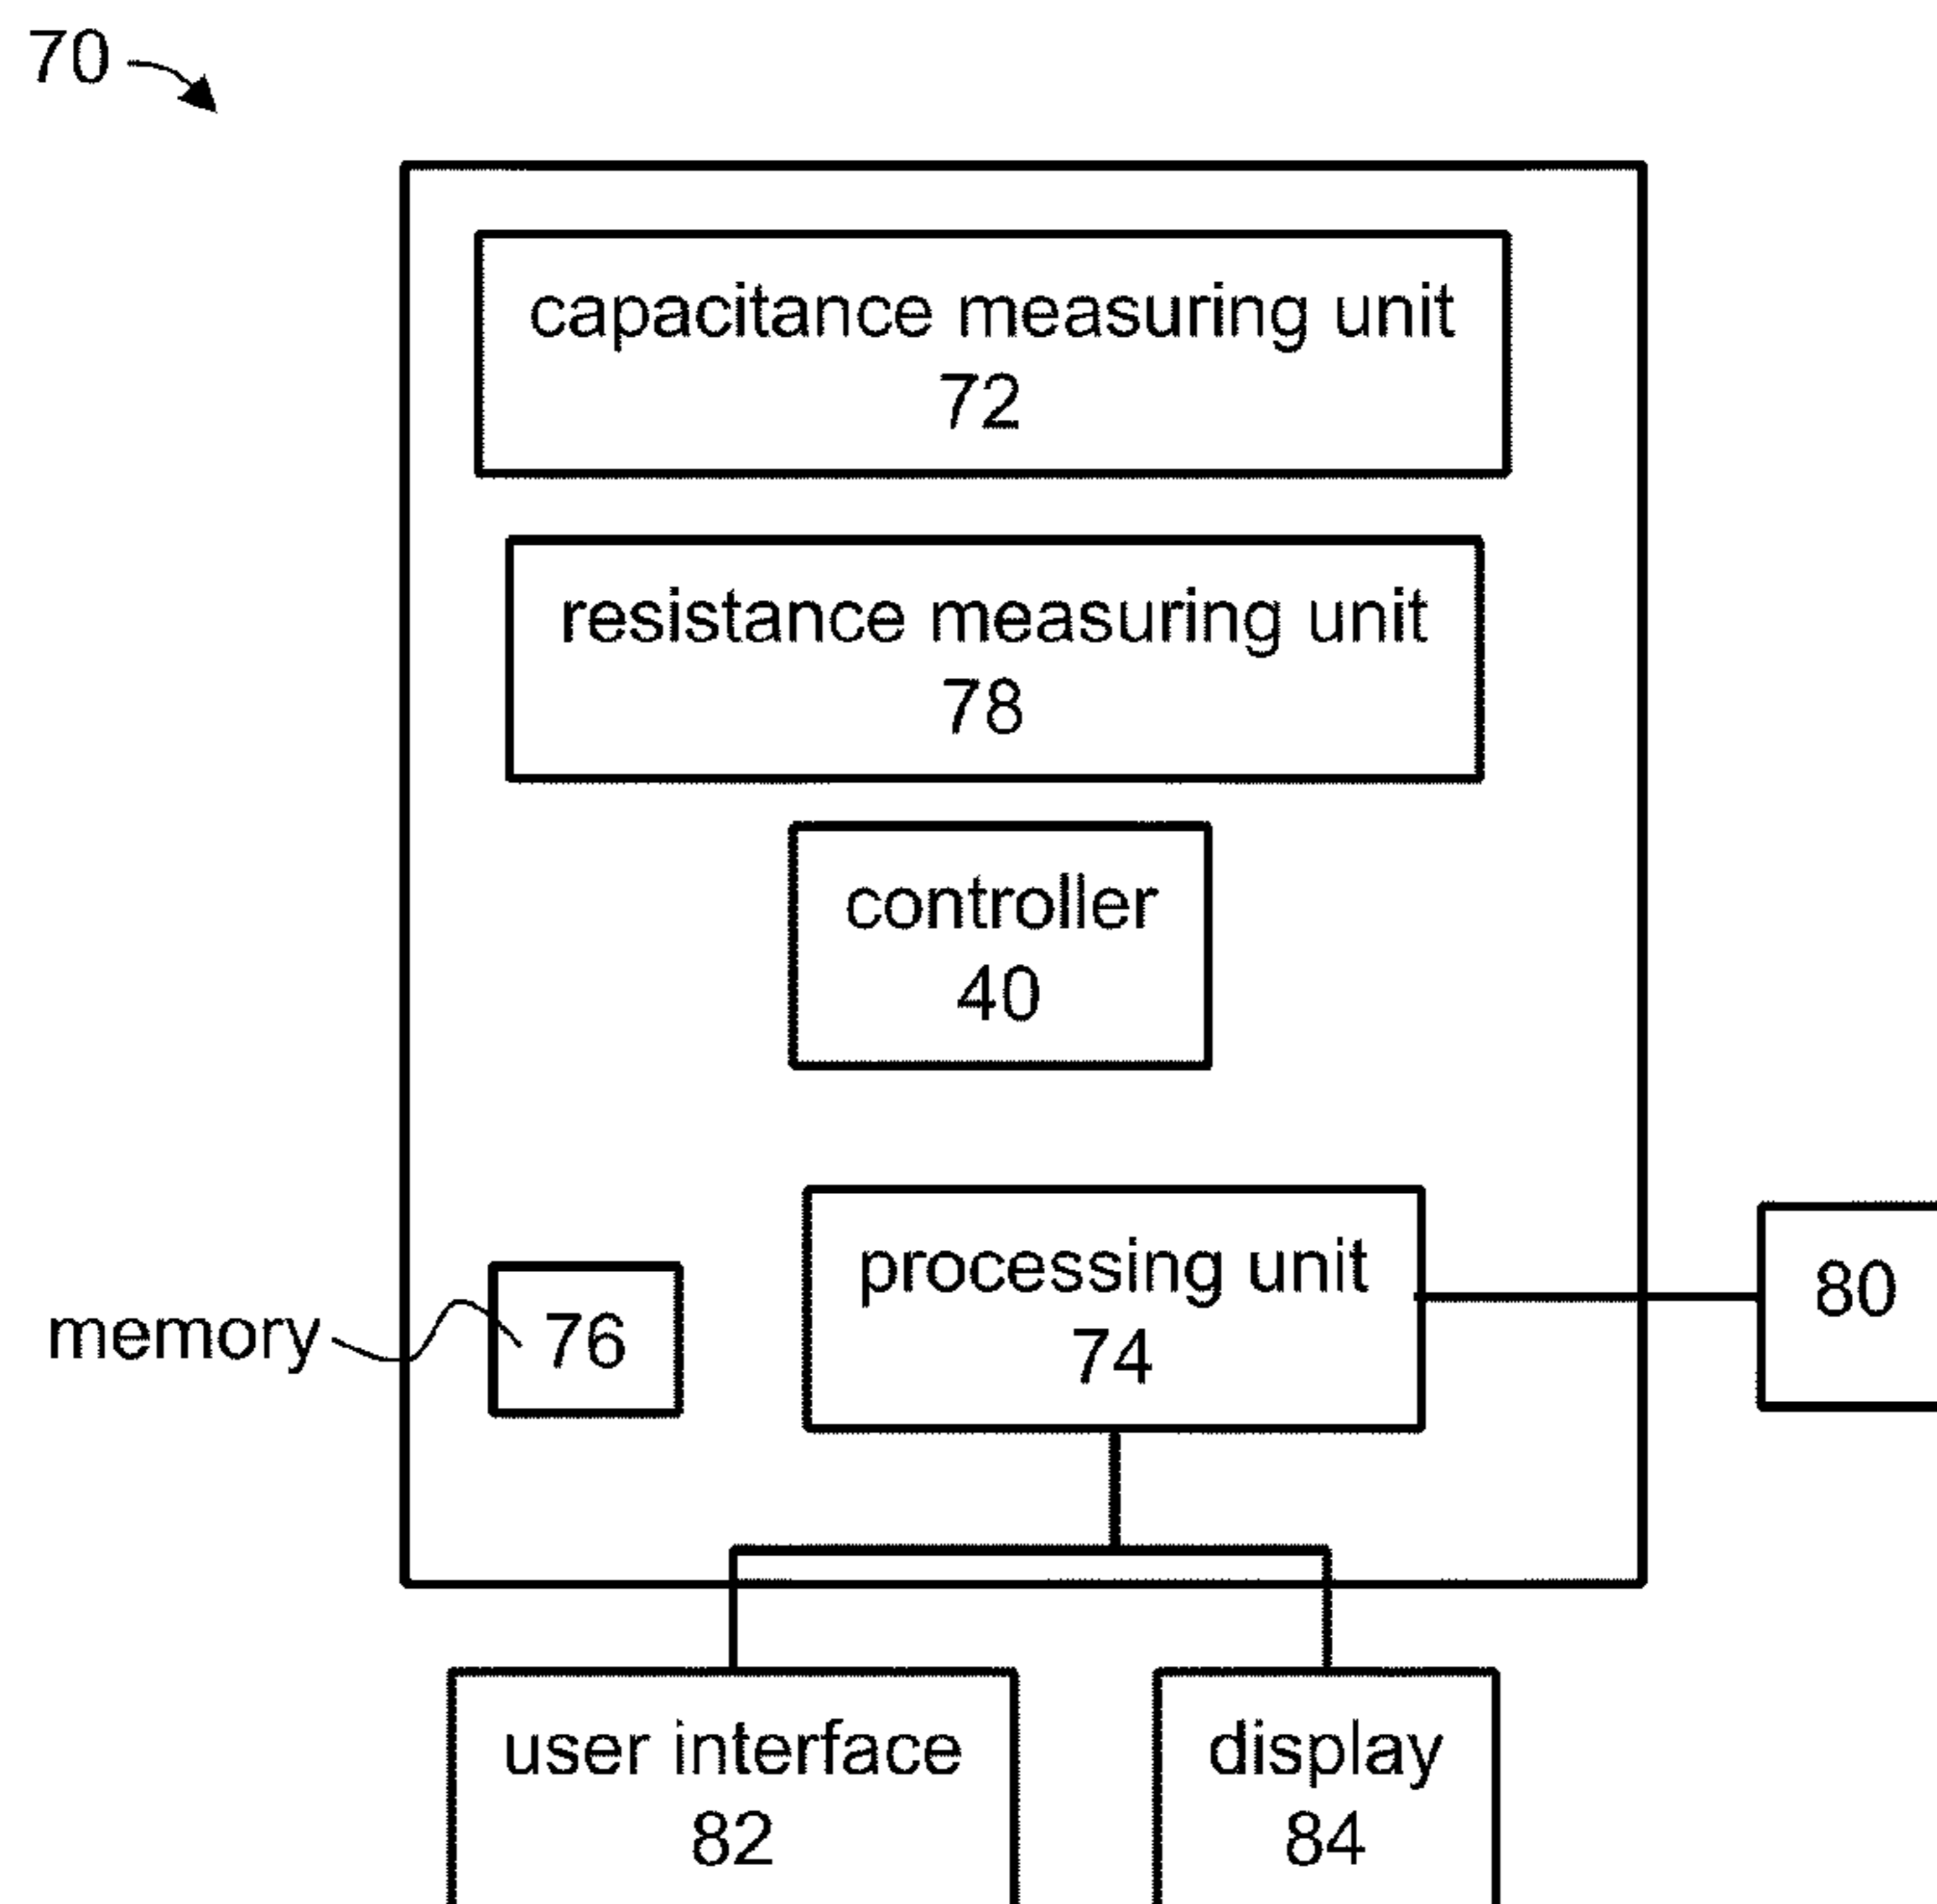 70
capacitance measuring unit
72
resistance measuring unit
78
controller
40
processing unit
74
80
memory
76
user interface
82
display
84